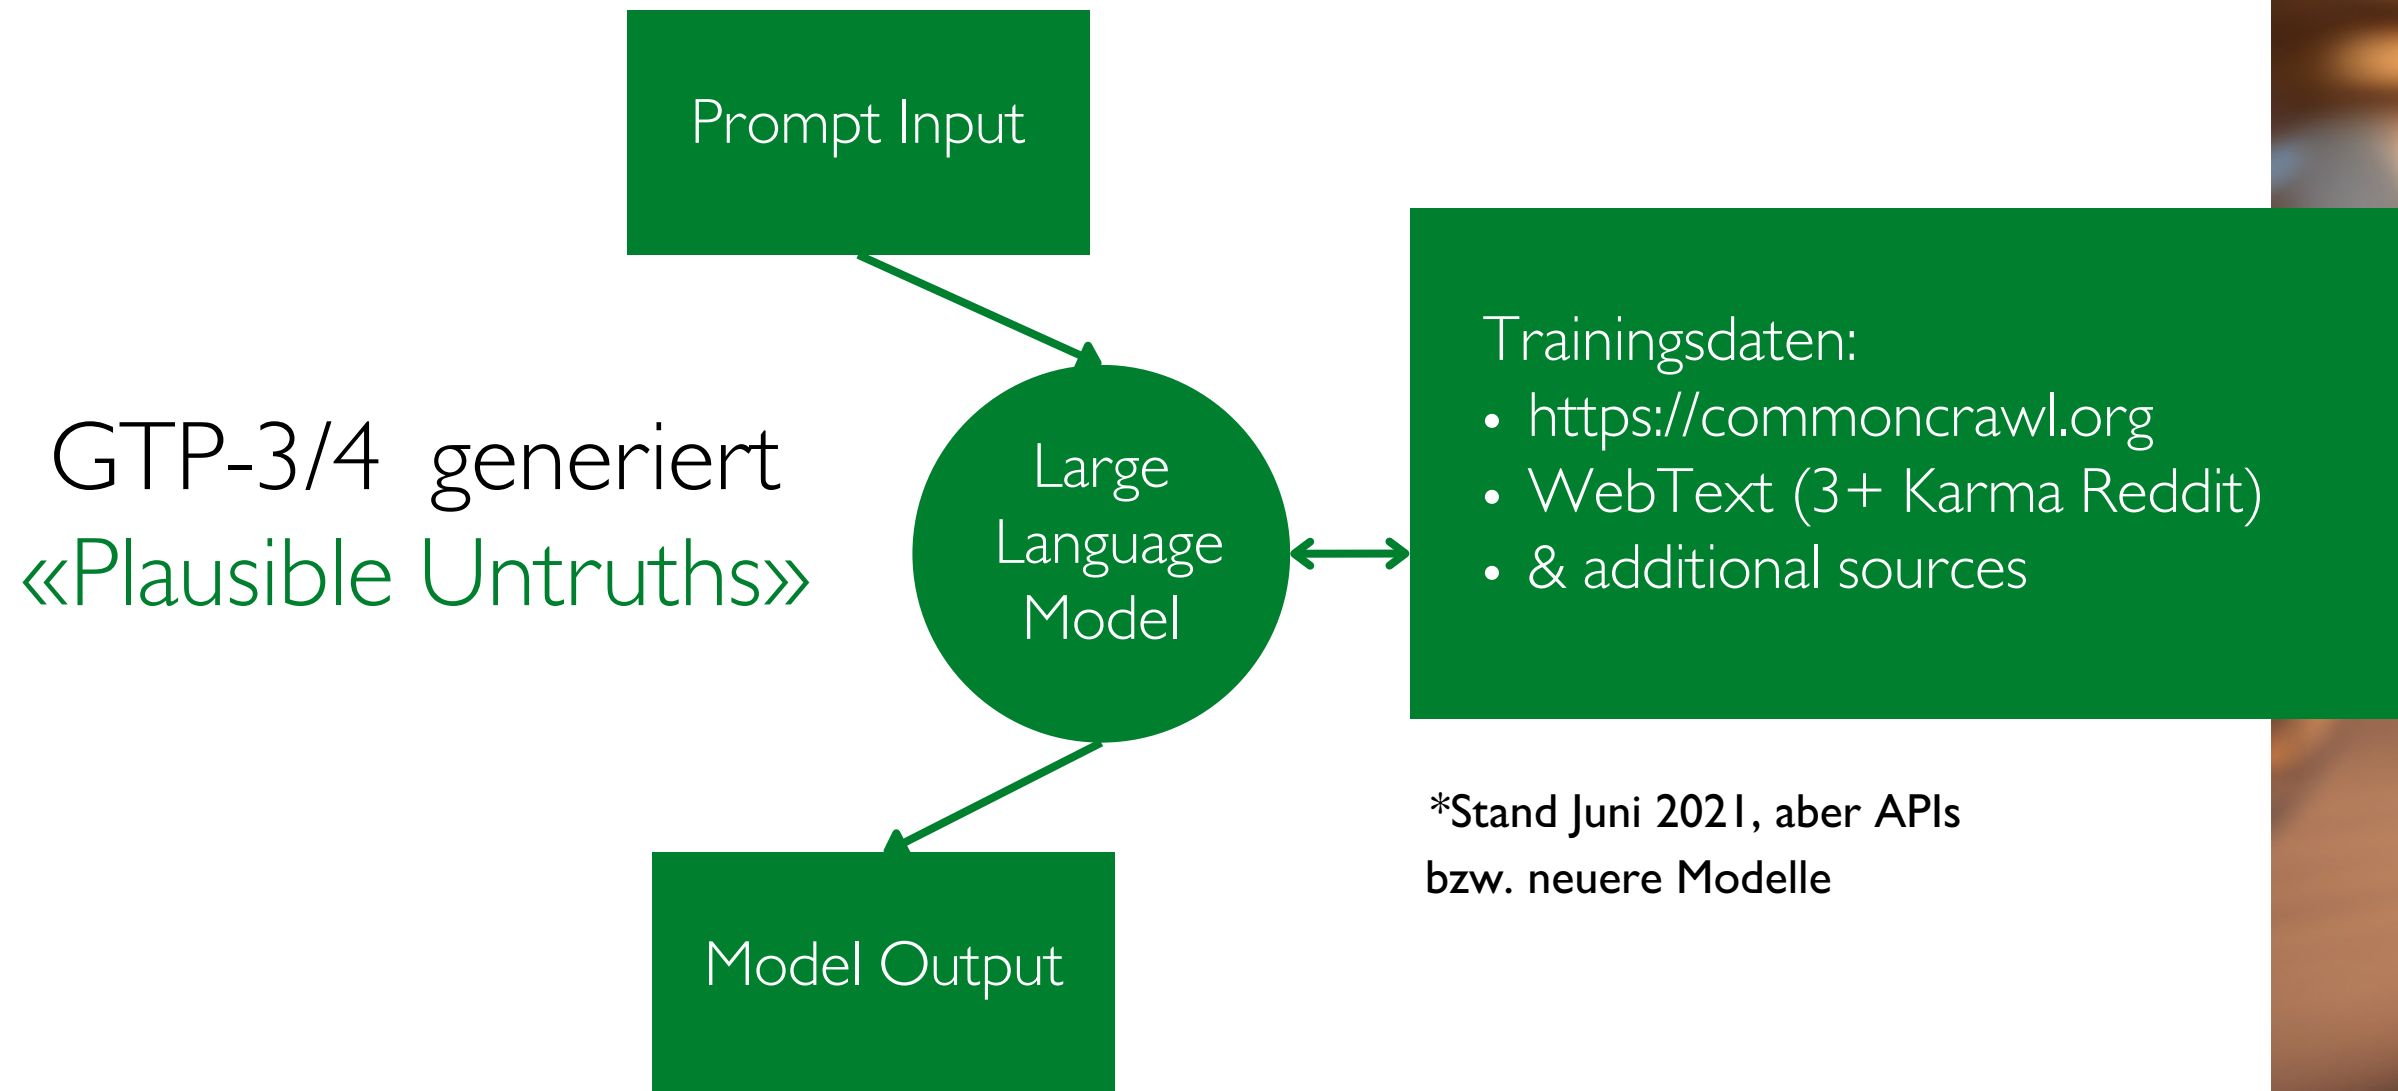 Prompt Input
GTP-3/4 generiert
«Plausible Untruths»
Large
Language
Model
Trainingsdaten:
• https://commoncrawl.org
• WebText (3+ Karma Reddit)
• & additional sources
*Stand Juni 2021, aber APIs
bzw. neuere Modelle
Model Output